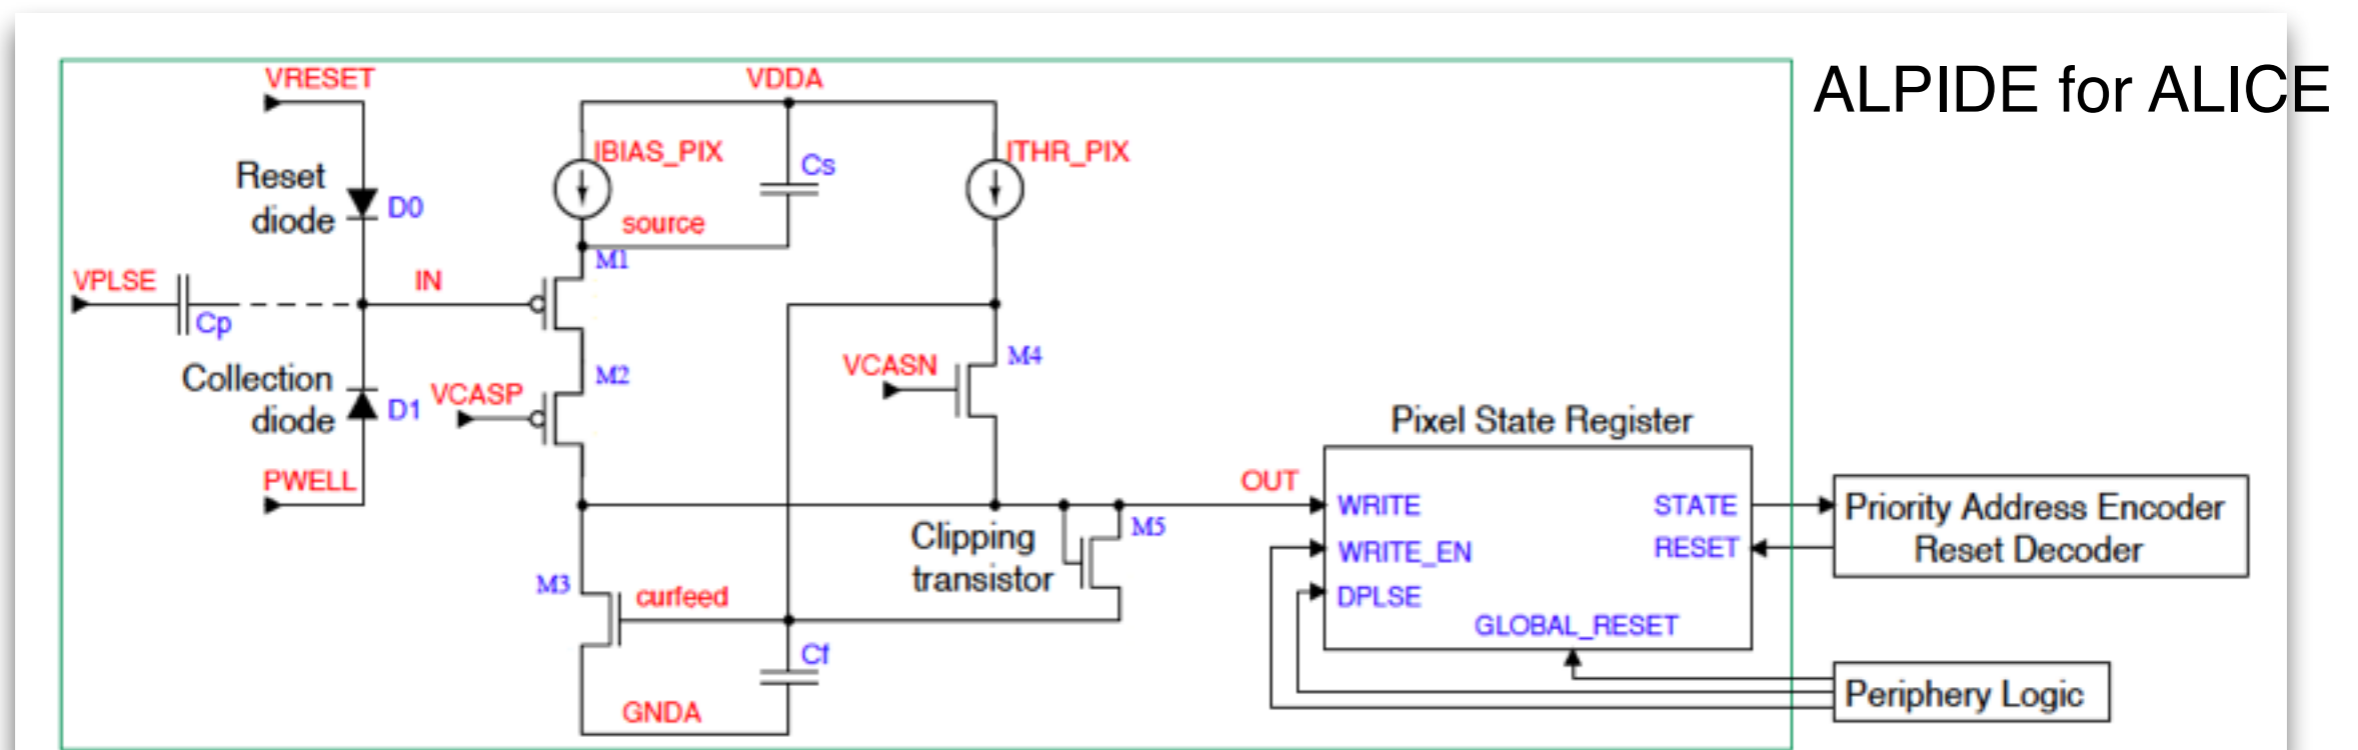 ALPIDE for ALICE
VRESET
VDDA
IBIAS_PIX
ITHR_PIX
Cs
Reset
diode
D0
source
M1
VPLSE
IN
Cp
M2
VCASN
M4
Collection
diode
D1
VCASP
PWELL
Pixel State Register
OUT
WRITE
STATE
Priority Address Encoder
Reset Decoder
Clipping
transistor
M5
WRITE_EN
RESET
M3
curfeed
DPLSE
GLOBAL_RESET
Cf
GNDA
Periphery Logic